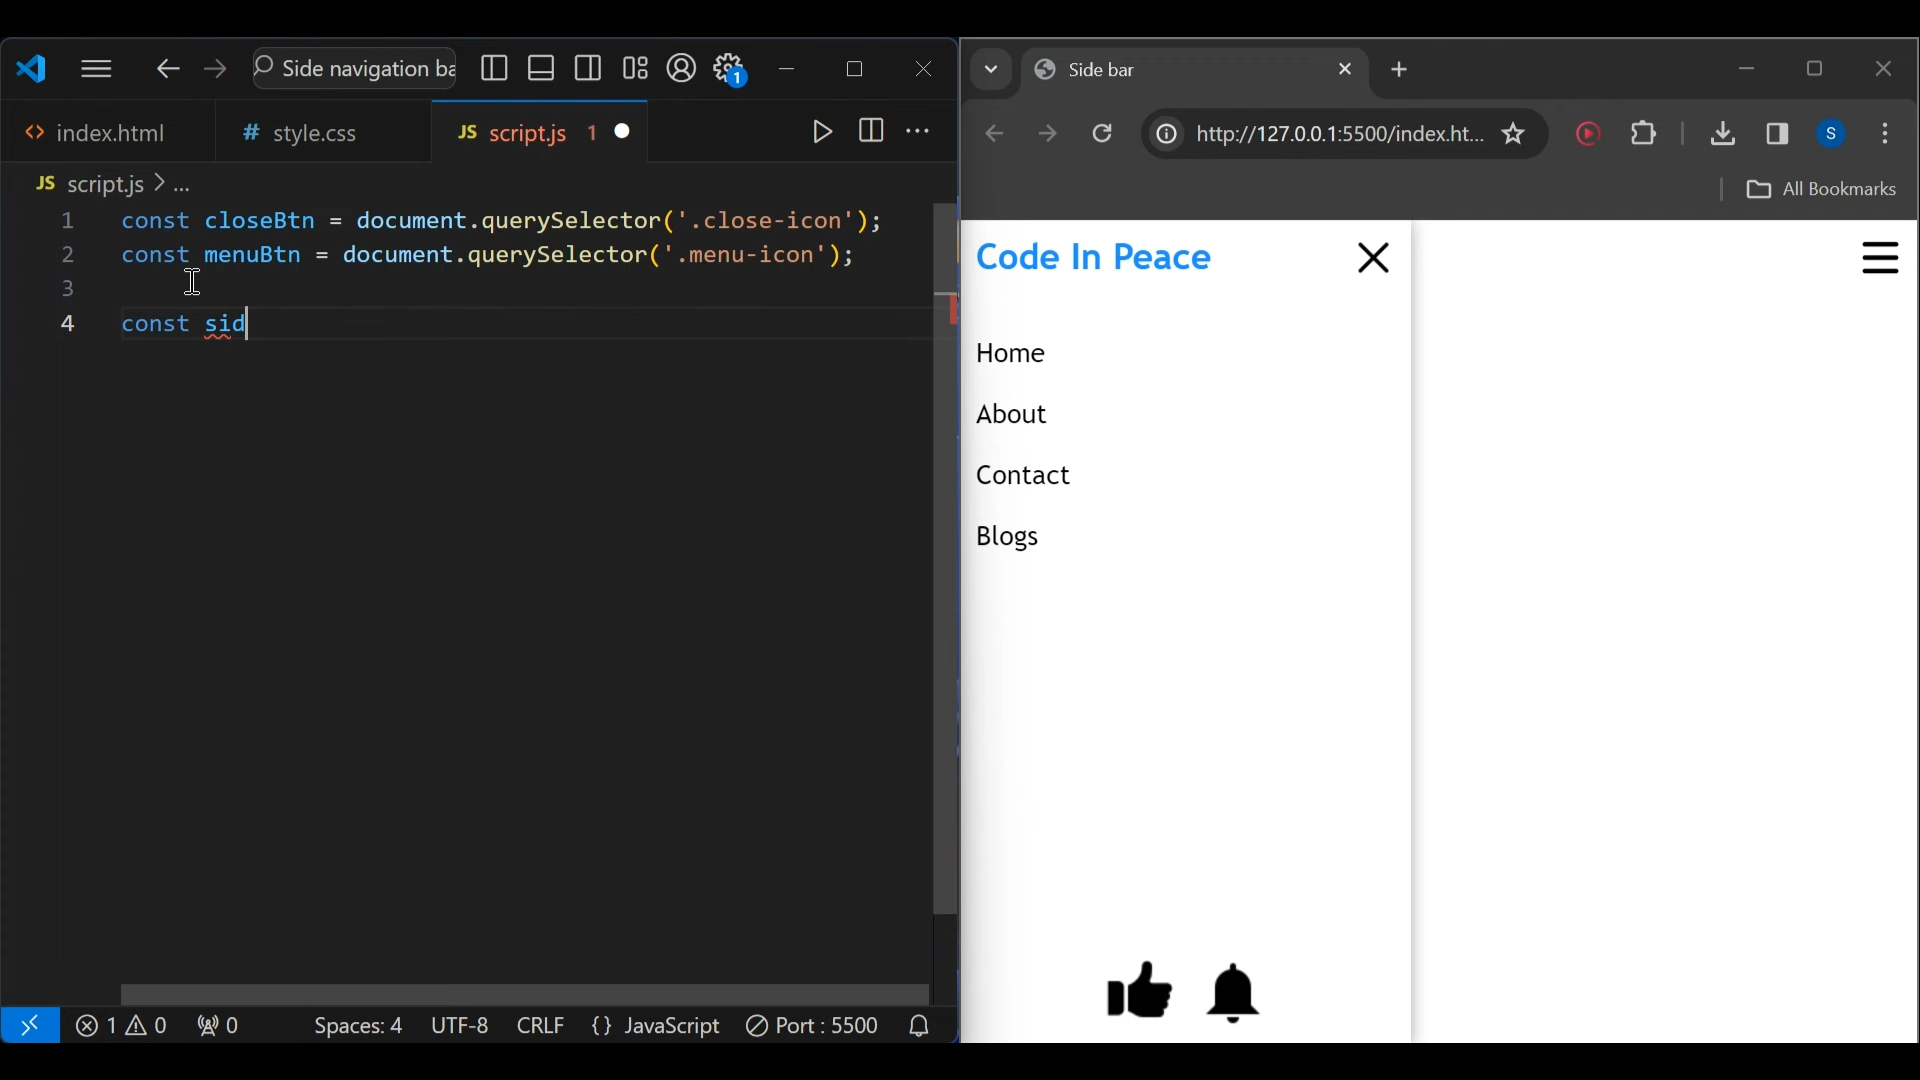 Side navigation ba
index.html
style.css
JS script.js 1
JS script.js > ...
1 const closeBtn = document.querySelector('.close-icon');
2 const menuBtn = document.querySelector('.menu-icon');
3
4 const sid
1 0 0
Spaces: 4
UTF-8
CRLF
{} JavaScript
Port : 5500
1
Side bar
http://127.0.0.1:5500/index.ht...
S
All Bookmarks
Code In Peace
Home
About
Contact
Blogs